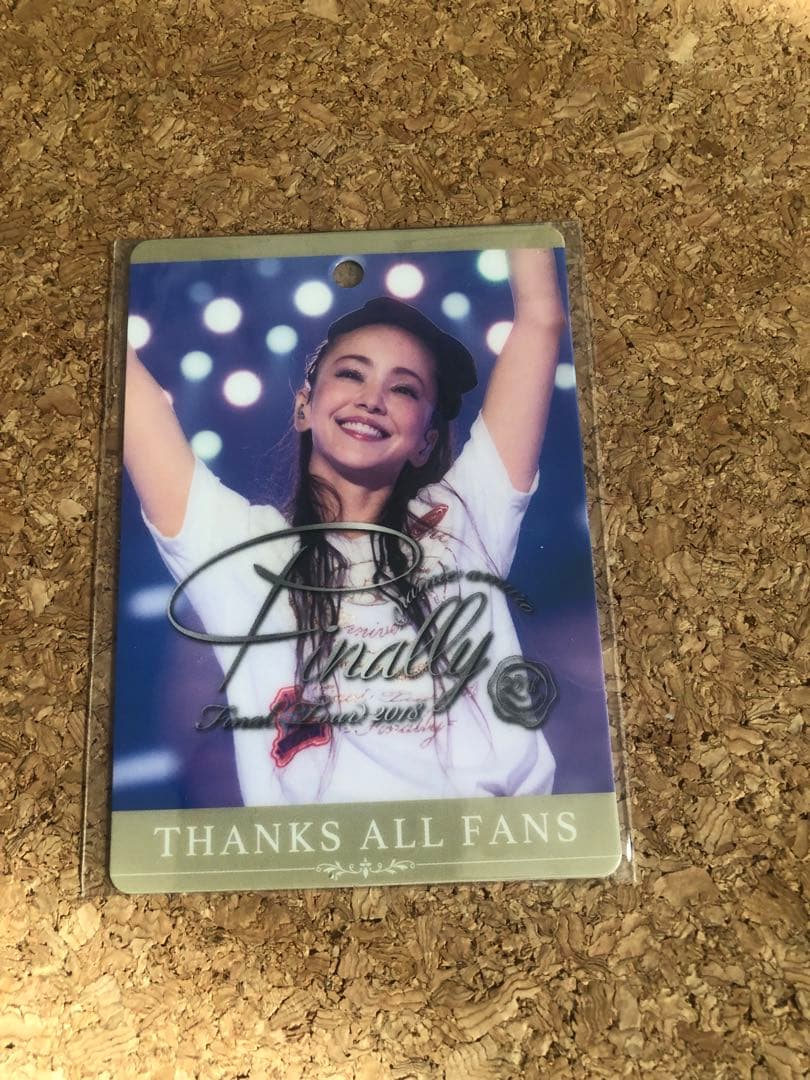 namie amuro
Finally
Final Tour 2018
THANKS ALL FANS